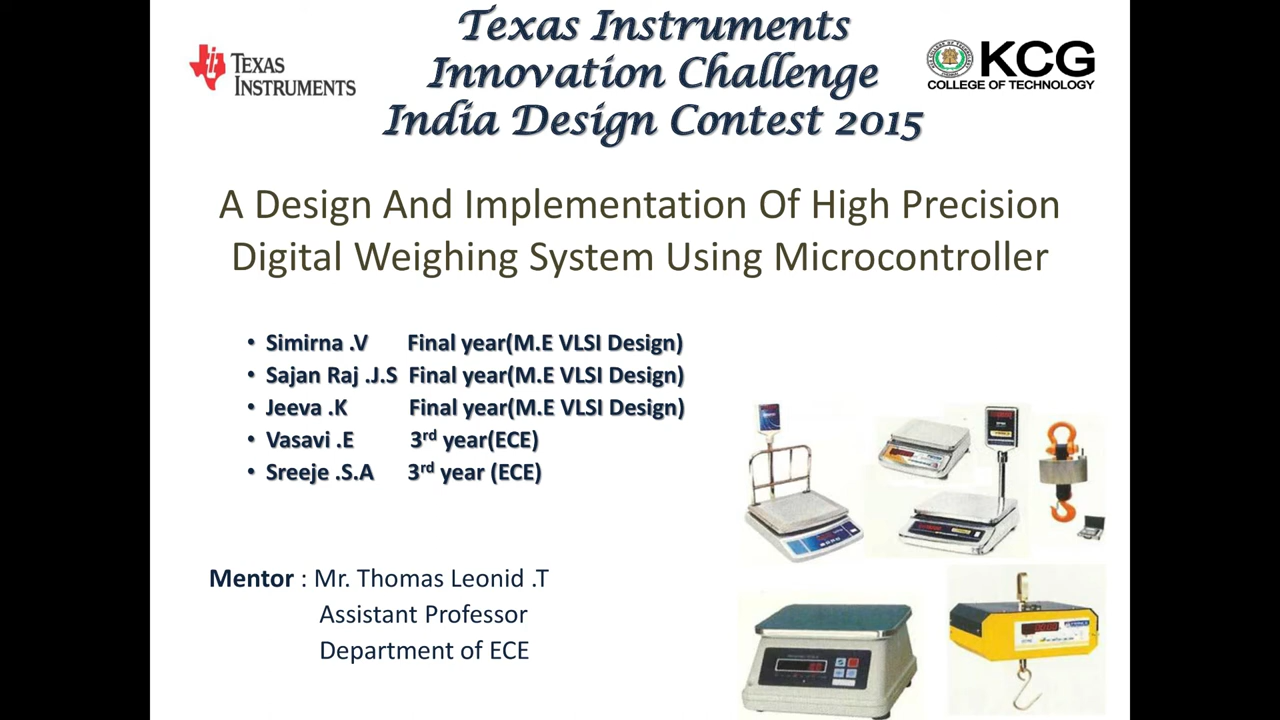 Texas Instruments
Innovation Challenge
India Design Contest 2015
TEXAS
INSTRUMENTS
KCG
COLLEGE OF TECHNOLOGY
A Design And Implementation Of High Precision
Digital Weighing System Using Microcontroller
• Simirna .V Final year(M.E VLSI Design)
• Sajan Raj .J.S Final year(M.E VLSI Design)
• Jeeva .K Final year(M.E VLSI Design)
• Vasavi .E 3rd year(ECE)
• Sreeje .S.A 3rd year (ECE)
Mentor : Mr. Thomas Leonid .T
Assistant Professor
Department of ECE